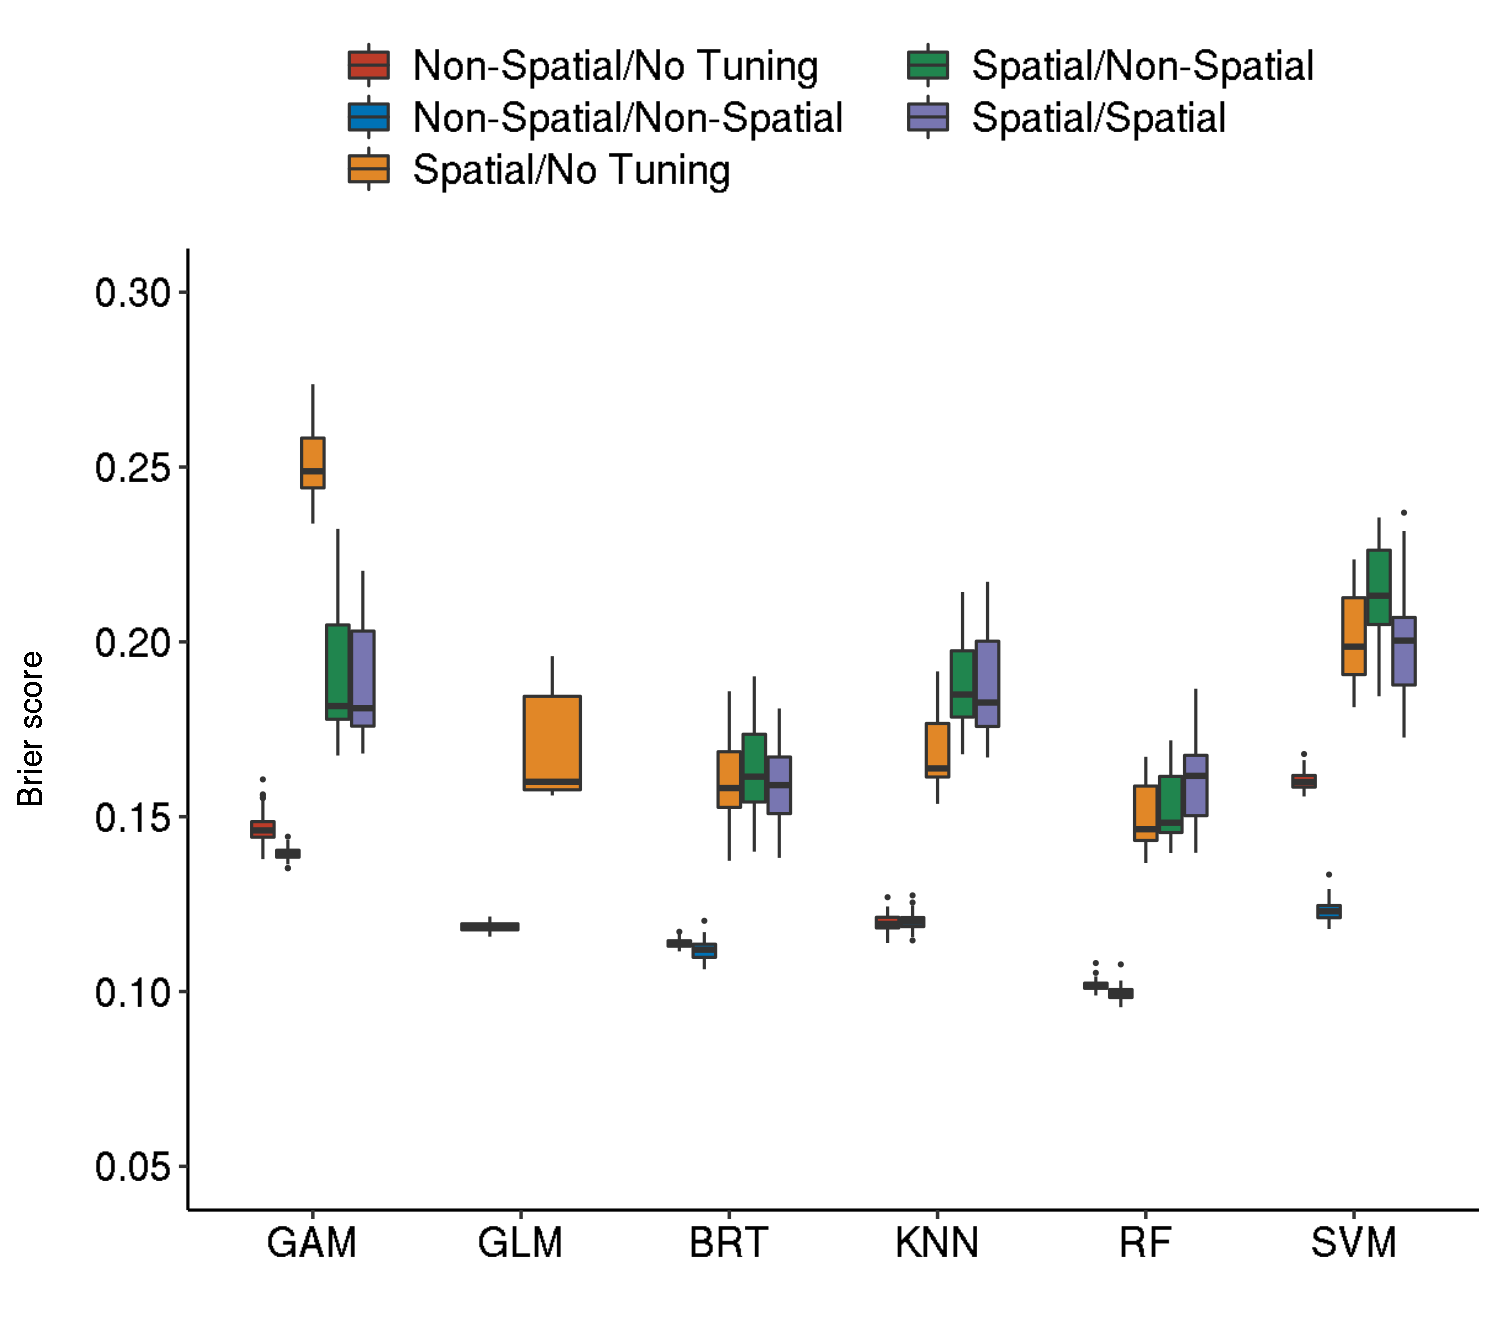 Non-Spatial/No Tuning
Non-Spatial/Non-Spatial
Spatial/No Tuning
Spatial/Non-Spatial
Spatial/Spatial
Brier score
0.30
0.25
0.20
0.15
0.10
0.05
GAM GLM BRT KNN RF SVM